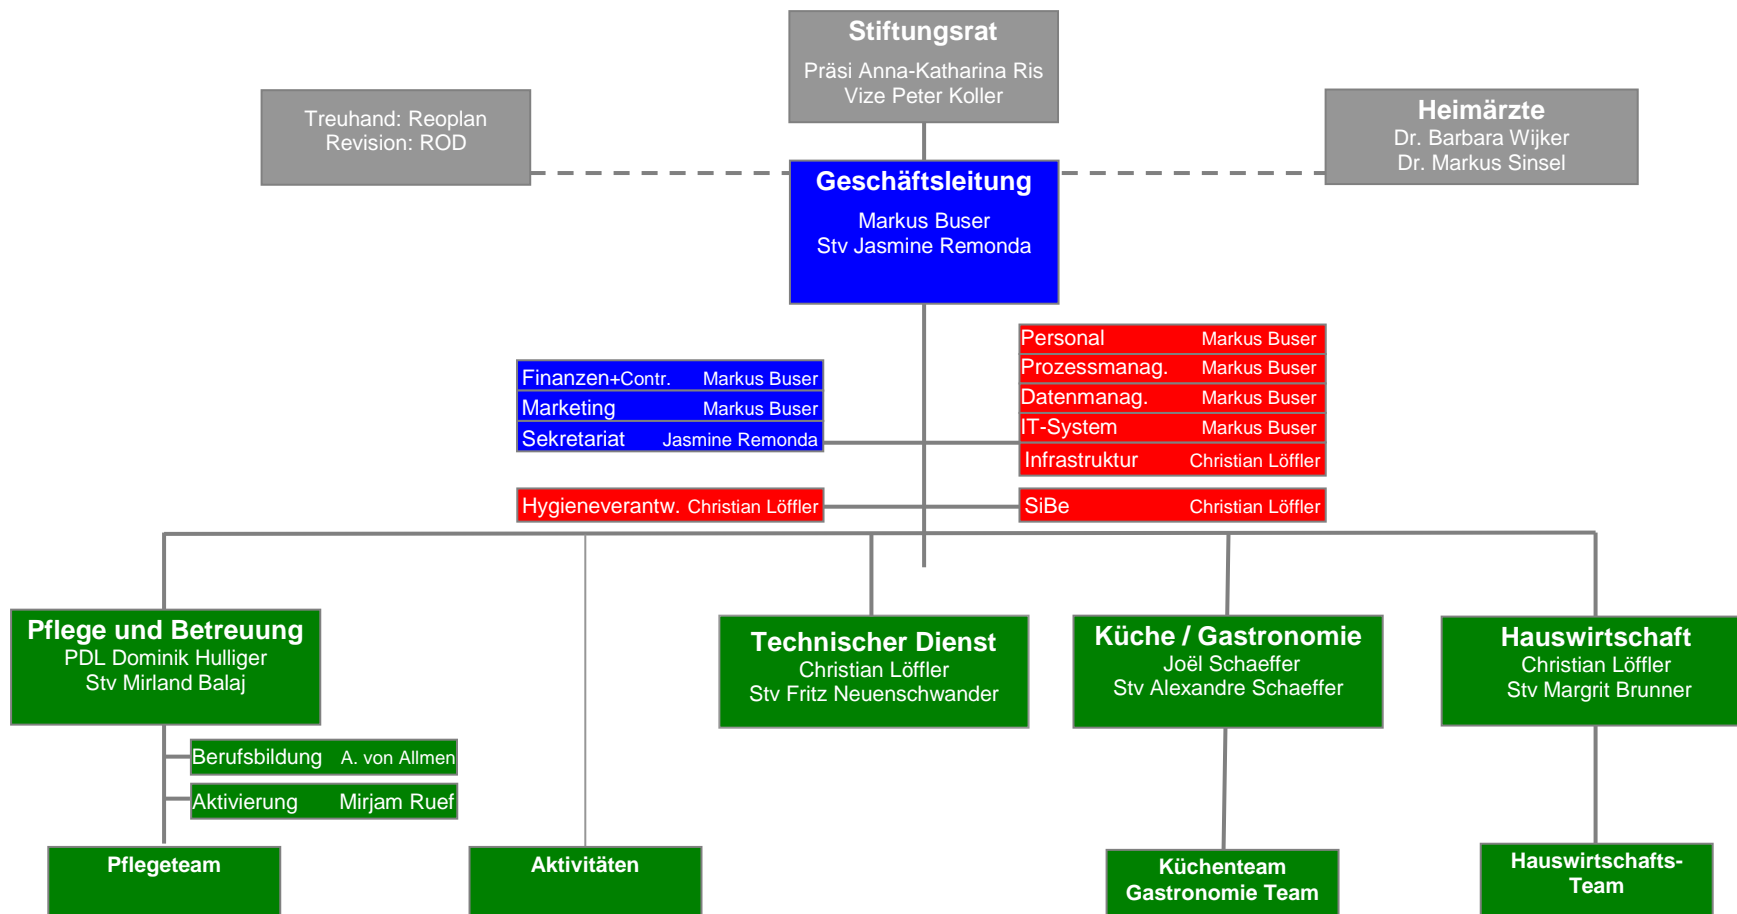 Stiftungsrat
Präsi Anna-Katharina Ris
Vize Peter Koller
Treuhand: Reoplan
Revision: ROD
Heimärzte
Dr. Barbara Wijker
Dr. Markus Sinsel
Geschäftsleitung
Markus Buser
Stv Jasmine Remonda
Finanzen+Contr. Markus Buser
Marketing Markus Buser
Sekretariat Jasmine Remonda
Personal Markus Buser
Prozessmanag. Markus Buser
Datenmanag. Markus Buser
IT-System Markus Buser
Infrastruktur Christian Löffler
Hygieneverantw. Christian Löffler
SiBe Christian Löffler
Pflege und Betreuung
PDL Dominik Hulliger
Stv Mirland Balaj
Technischer Dienst
Christian Löffler
Stv Fritz Neuenschwander
Küche / Gastronomie
Joël Schaeffer
Stv Alexandre Schaeffer
Hauswirtschaft
Christian Löffler
Stv Margrit Brunner
Berufsbildung A. von Allmen
Aktivierung Mirjam Ruef
Pflegeteam
Aktivitäten
Küchenteam
Gastronomie Team
Hauswirtschafts-
Team